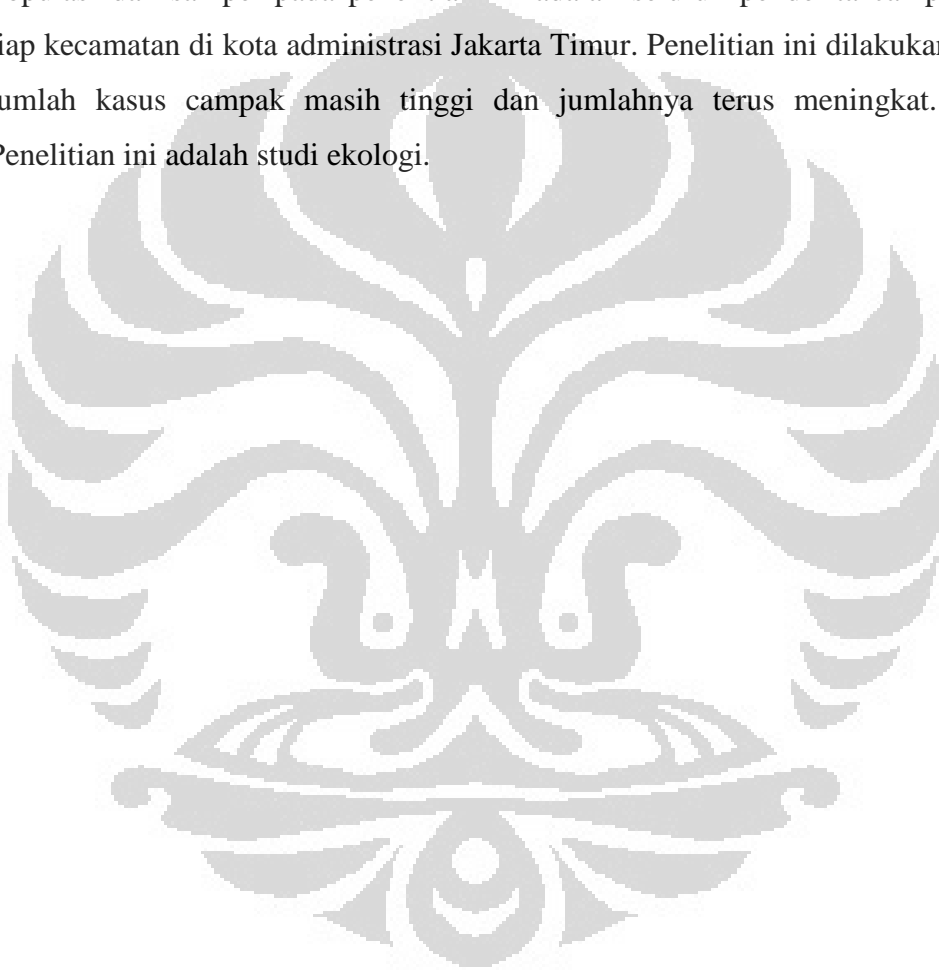 iap kecamatan di kota administrasi Jakarta Timur. Penelitian ini dilakukan
umlah kasus campak masih tinggi dan jumlahnya terus meningkat.
Penelitian ini adalah studi ekologi.